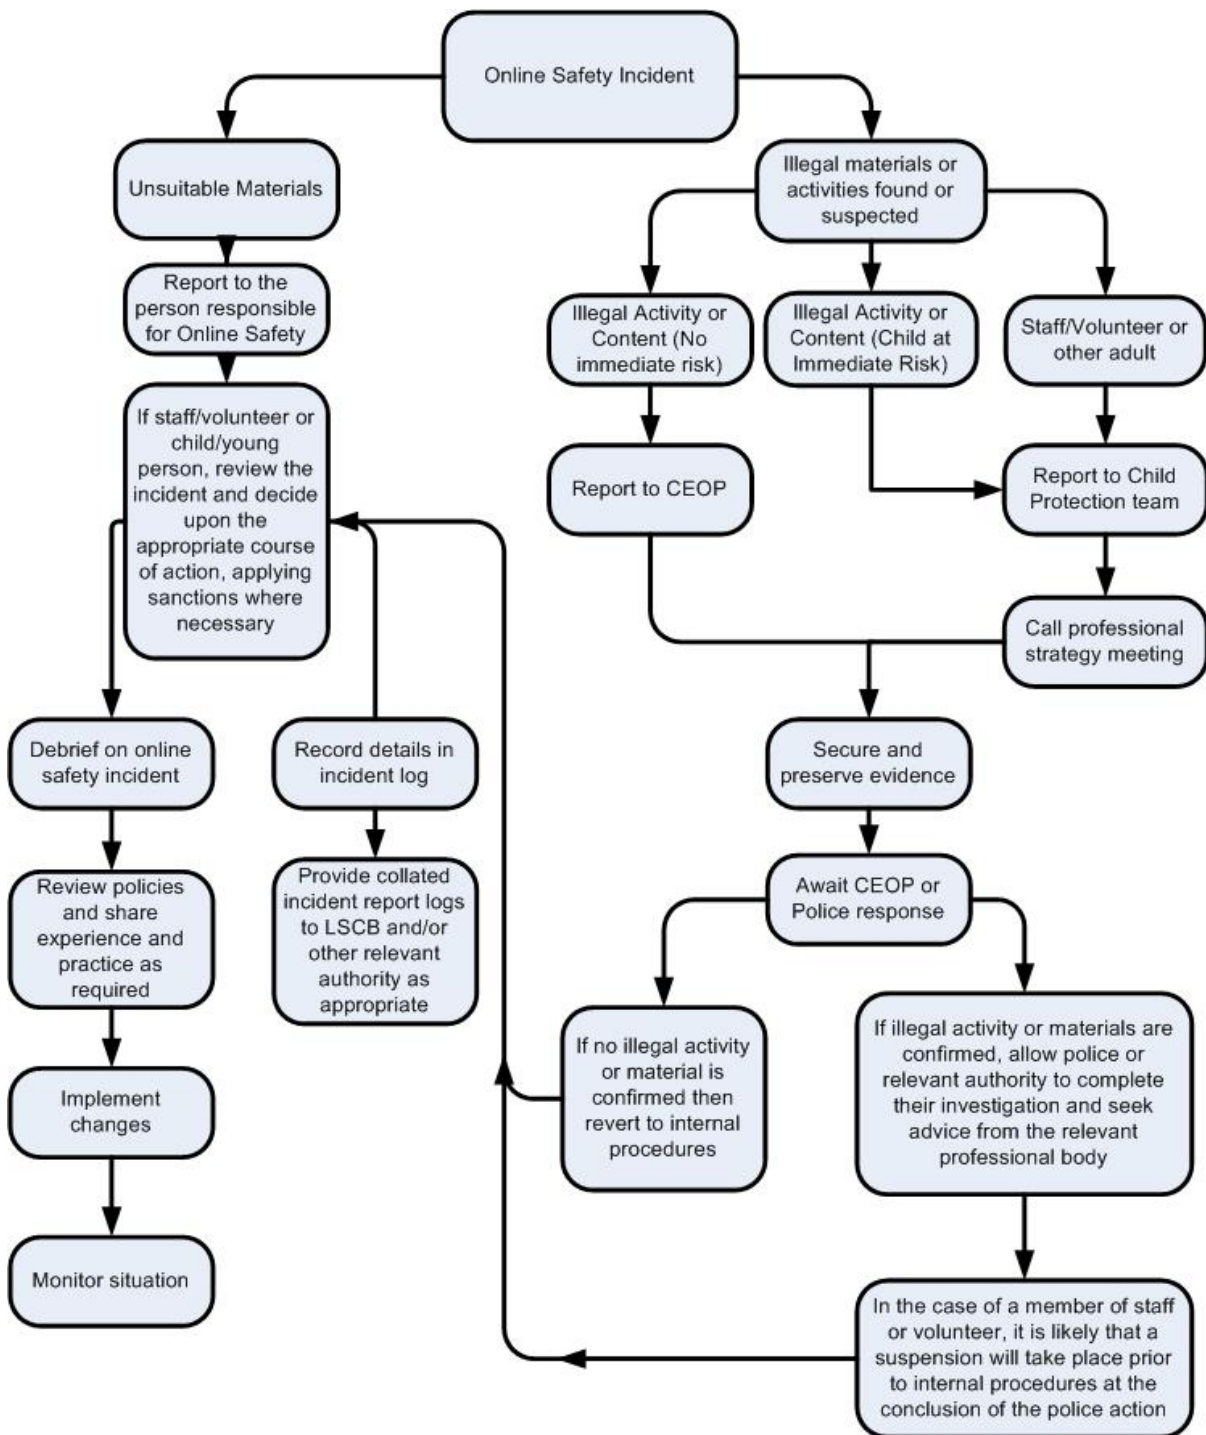 Online Safety Incident
Unsuitable Materials
Report to the
person responsible
for Online Safety
If staff/volunteer or
child/young
person, review the
incident and decide
upon the
appropriate course
of action, applying
sanctions where
necessary
Debrief on online
safety incident
Review policies
and share
experience and
practice as
required
Implement
changes
Monitor situation
Record details in
incident log
Provide collated
incident report logs
to LSCB and/or
other relevant
authority as
appropriate
Illegal materials or
activities found or
suspected
Illegal Activity or
Content (No
immediate risk)
Illegal Activity or
Content (Child at
Immediate Risk)
Staff/Volunteer or
other adult
Report to CEOP
Report to Child
Protection team
Call professional
strategy meeting
Secure and
preserve evidence
Await CEOP or
Police response
If no illegal activity
or material is
confirmed then
revert to internal
procedures
If illegal activity or materials are
confirmed, allow police or
relevant authority to complete
their investigation and seek
advice from the relevant
professional body
In the case of a member of staff
or volunteer, it is likely that a
suspension will take place prior
to internal procedures at the
conclusion of the police action